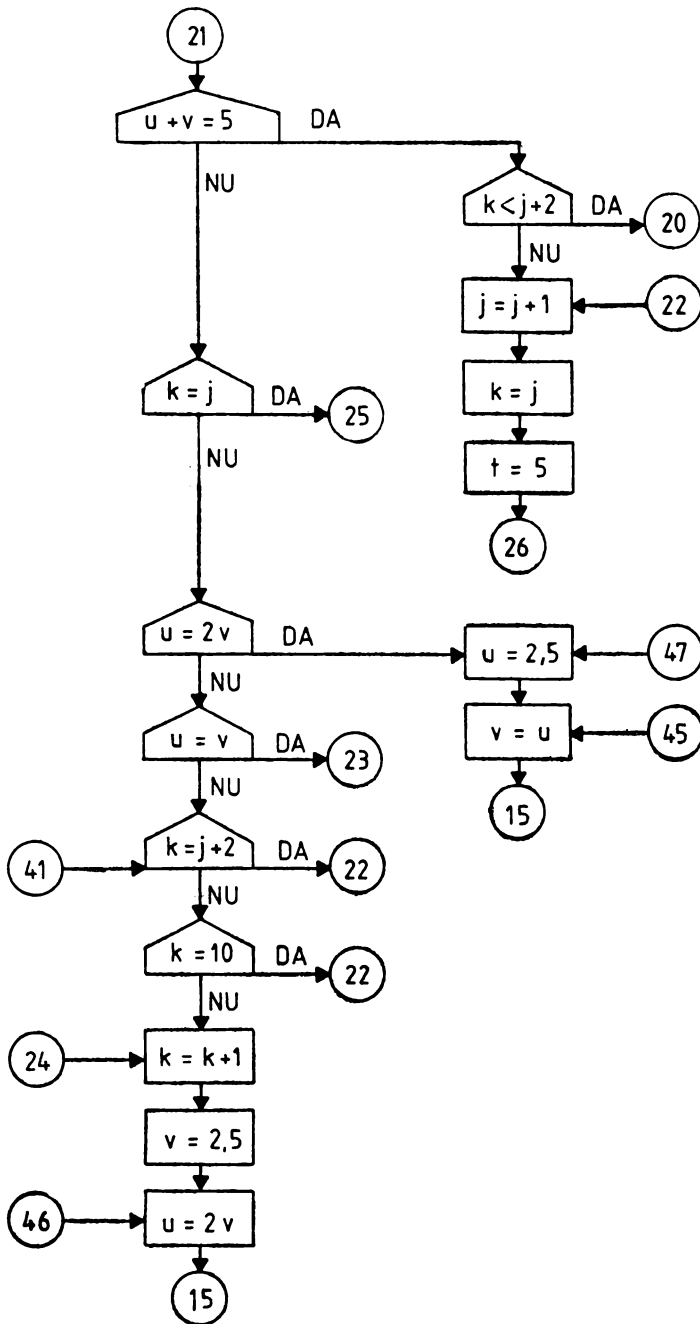 21
u + v = 5
DA
NU
k < j+2
DA
20
NU
j = j+1
22
k = j
DA
25
k = j
NU
t = 5
26
u = 2v
DA
u = 2,5
47
NU
u = v
DA
23
v = u
45
NU
15
k = j+2
41
DA
22
NU
k = 10
DA
22
NU
24
k = k+1
v = 2,5
46
u = 2v
15